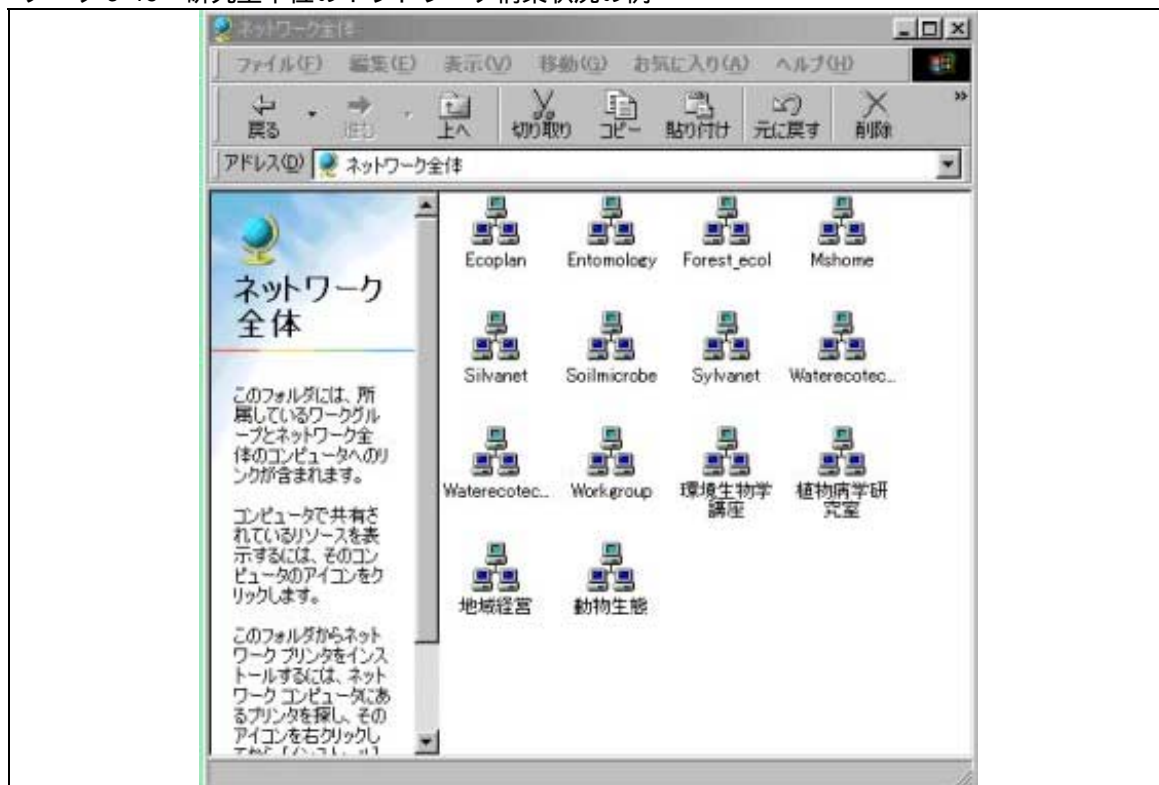 ネットワーク全体
ファイル(F) 編集(E) 表示(V) 移動(G) お気に入り(A) ヘルプ(H)
戻る 進む 上へ 切り取り コピー 貼り付け 元に戻す 削除 »
アドレス(D) ネットワーク全体
ネットワーク
全体
このフォルダには、所
属しているワークグル
ープとネットワーク全
体のコンピュータへのリ
ンクが含まれます。
コンピュータで共有さ
れているリソースを表
示するには、そのコン
ピュータのアイコンをク
リックします。
このフォルダからネット
ワーク プリンタをインス
トールするには、ネット
ワーク コンピュータにあ
るプリンタを探し、その
アイコンを右クリックし
Ecoplan Entomology Forest_ecol Mshome
Silvanet Soilmicrobe Sylvanet Waterecotec...
Waterecotec... Workgroup 環境生物学 植物病学研
講座 究室
地域経営 動物生態